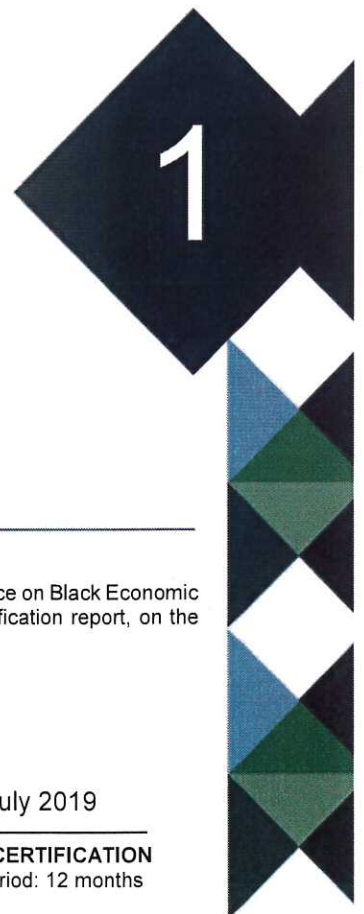 1
ce on Black Economic
fication report, on the
uly 2019
CERTIFICATION
riod: 12 months